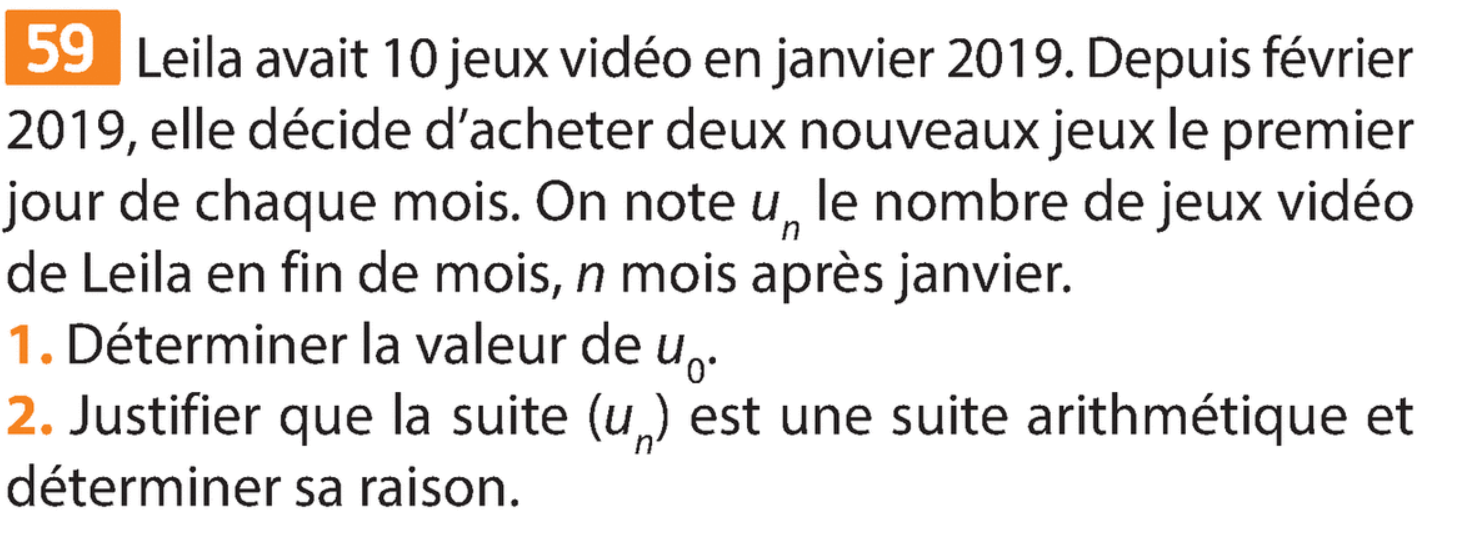 59 Leila avait 10 jeux vidéo en janvier 2019. Depuis février
2019, elle décide d’acheter deux nouveaux jeux le premier
jour de chaque mois. On note uₙ le nombre de jeux vidéo
de Leila en fin de mois, n mois après janvier.
1. Déterminer la valeur de u₀.
2. Justifier que la suite (uₙ) est une suite arithmétique et
déterminer sa raison.